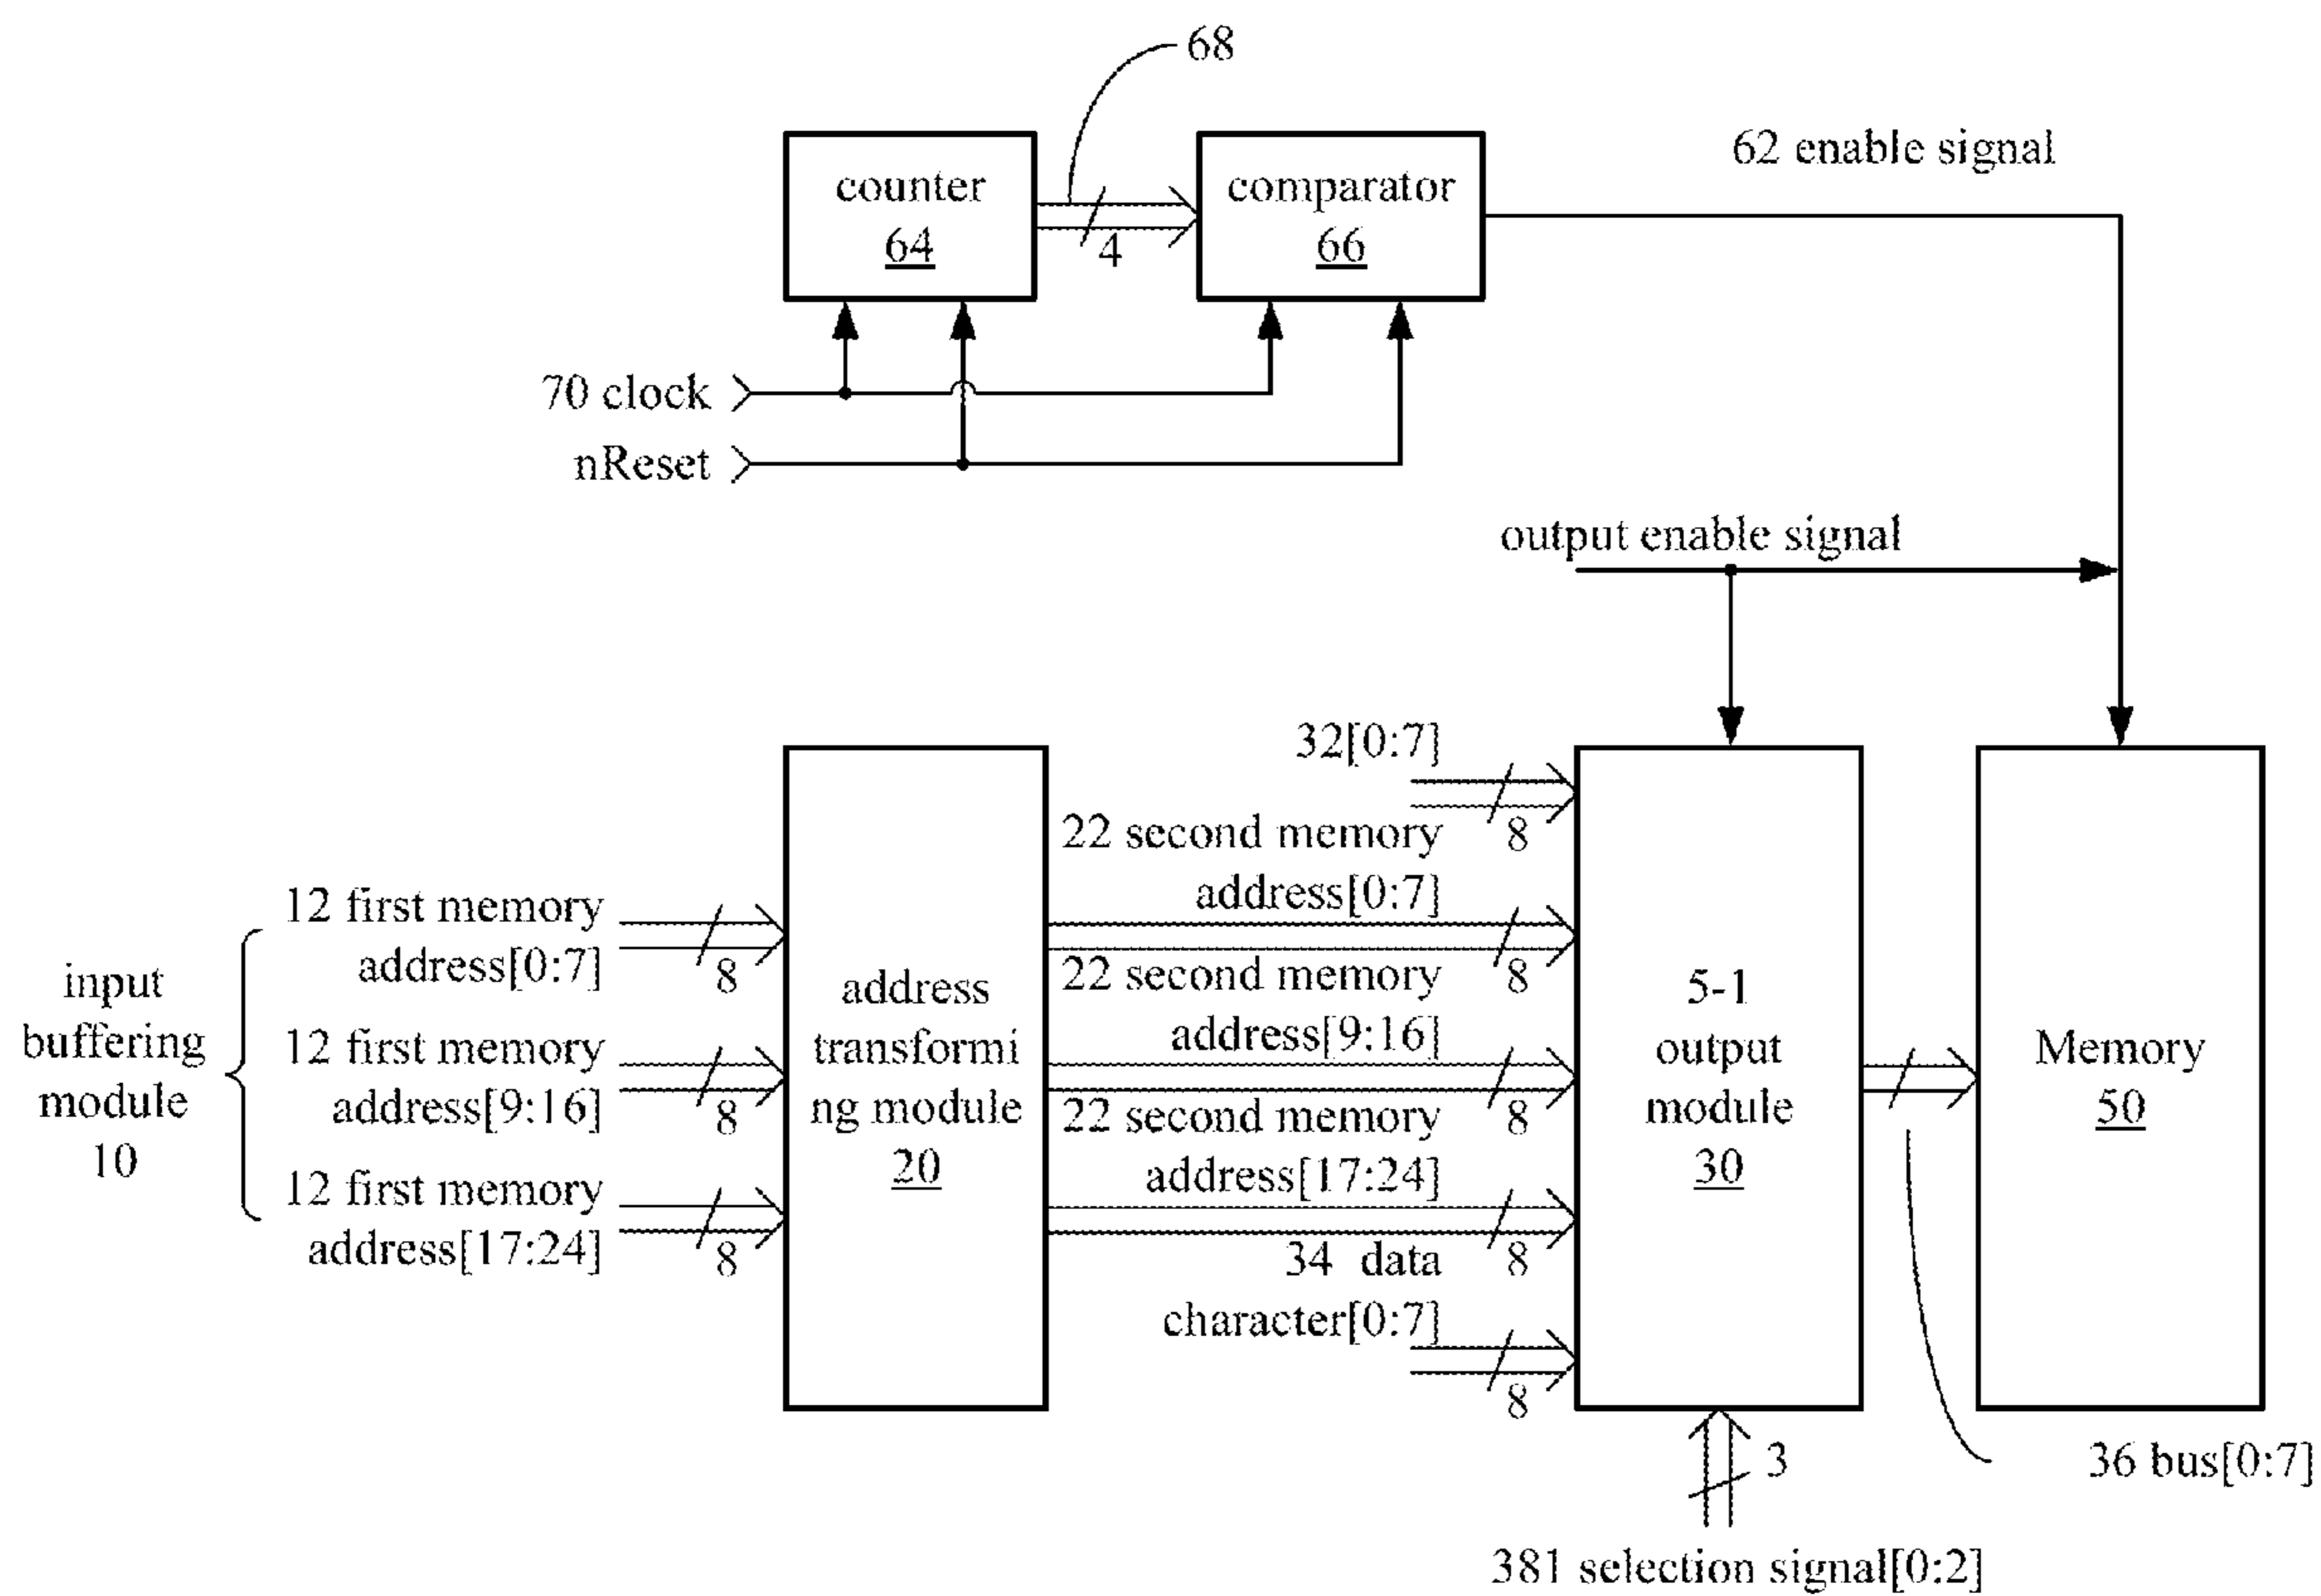 68
counter
64
4
comparator
66
62 enable signal
70 clock
nReset
output enable signal
input
buffering
module
10
12 first memory
address[0:7]
8
12 first memory
address[9:16]
8
12 first memory
address[17:24]
8
address
transformi
ng module
20
32[0:7]
8
22 second memory
address[0:7]
8
22 second memory
address[9:16]
8
22 second memory
address[17:24]
8
34 data
character[0:7]
8
5-1
output
module
30
Memory
50
3
36 bus[0:7]
381 selection signal[0:2]